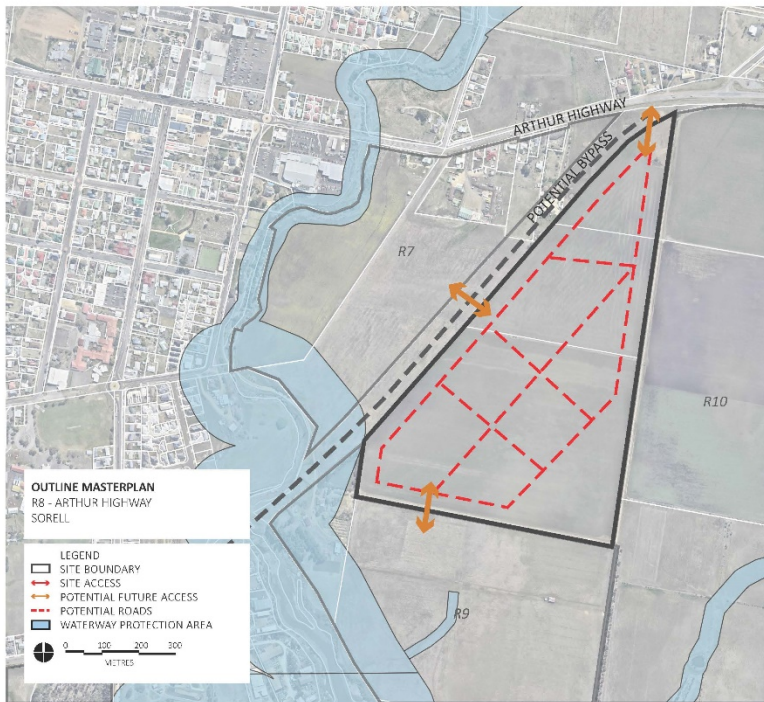 ARTHUR HIGHWAY
POTENTIAL BYPASS
R7
R10
R9
OUTLINE MASTERPLAN
R8 - ARTHUR HIGHWAY
SORELL
LEGEND
SITE BOUNDARY
SITE ACCESS
POTENTIAL FUTURE ACCESS
POTENTIAL ROADS
WATERWAY PROTECTION AREA
0 100 200 300
METRES